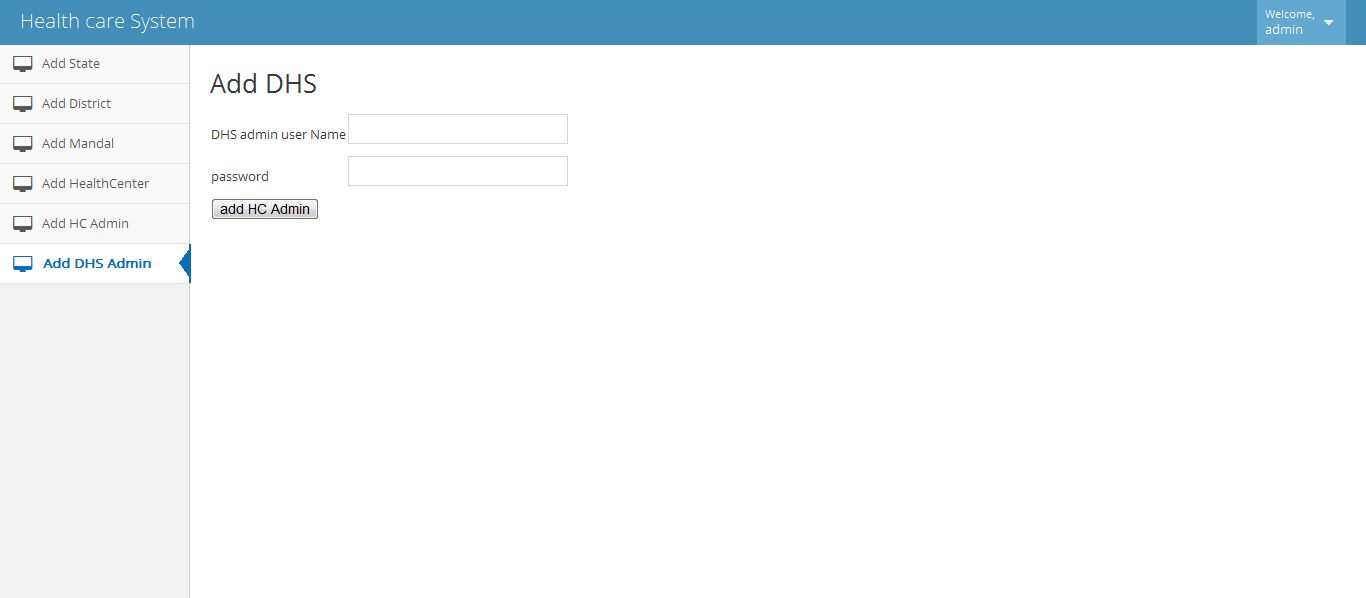 Health care System
Welcome,
admin
Add State
Add District
Add Mandal
Add HealthCenter
Add HC Admin
Add DHS Admin
Add DHS
DHS admin user Name
password
add HC Admin